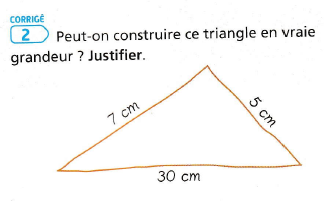 CORRIGÉ
2 Peut-on construire ce triangle en vraie
grandeur ? Justifier.
7 cm
5 cm
30 cm